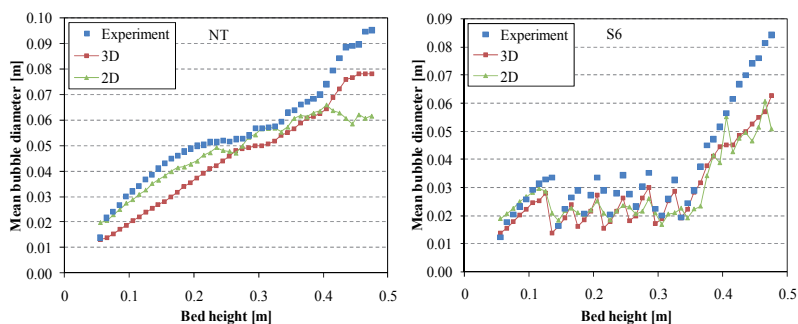 NT
Experiment
3D
2D
Mean bubble diameter [m]
0.10
0.09
0.08
0.07
0.06
0.05
0.04
0.03
0.02
0.01
0.00
0 0.1 0.2 0.3 0.4 0.5
Bed height [m]
S6
Experiment
3D
2D
Mean bubble diameter [m]
0.09
0.08
0.07
0.06
0.05
0.04
0.03
0.02
0.01
0.00
0 0.1 0.2 0.3 0.4 0.5
Bed height [m]